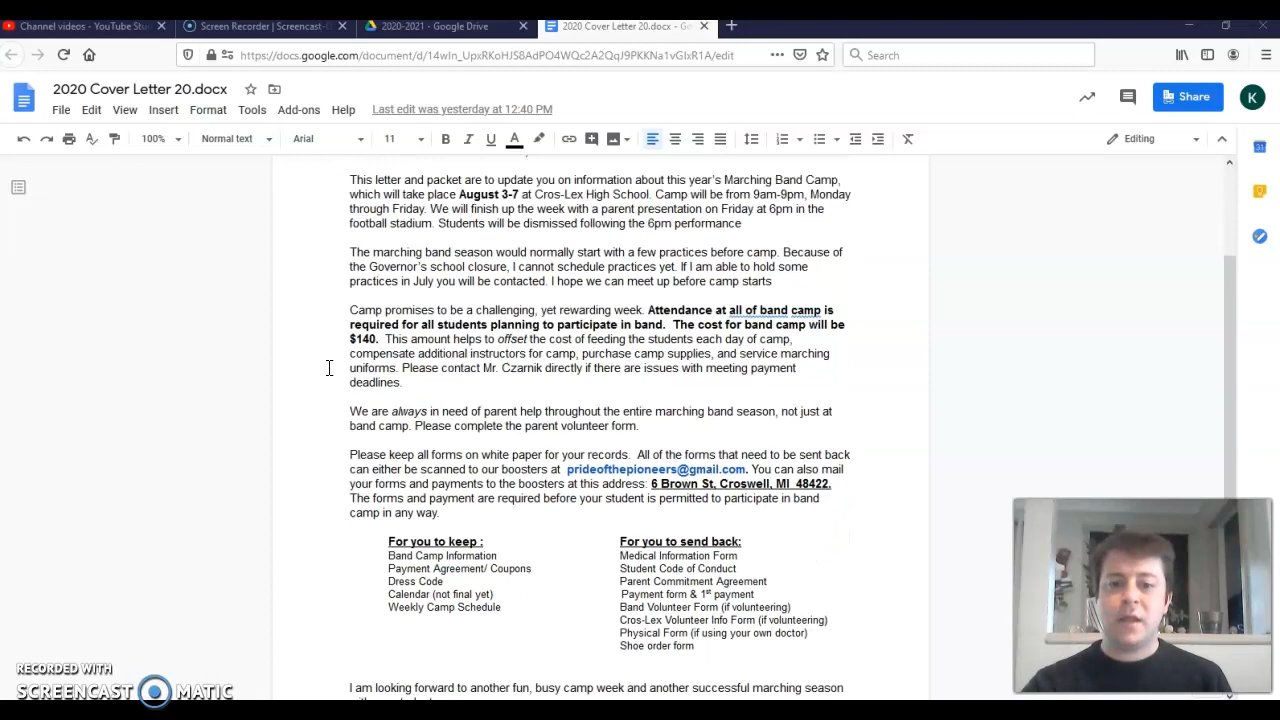 Channel videos - YouTube Stu
Screen Recorder | Screencast-O
2020-2021 - Google Drive
2020 Cover Letter 20.docx - Goo
https://docs.google.com/document/d/14wIn_UpxRKoHJS8AdPO4WQc2A2QqJ9PKKNa1vGIxR1A/edit
Search
2020 Cover Letter 20.docx
File Edit View Insert Format Tools Add-ons Help Last edit was yesterday at 12:40 PM
Share
K
100% Normal text Arial 11 B I U A Editing
This letter and packet are to update you on information about this year's Marching Band Camp,
which will take place August 3-7 at Cros-Lex High School. Camp will be from 9am-9pm, Monday
through Friday. We will finish up the week with a parent presentation on Friday at 6pm in the
football stadium. Students will be dismissed following the 6pm performance
The marching band season would normally start with a few practices before camp. Because of
the Governor's school closure, I cannot schedule practices yet. If I am able to hold some
practices in July you will be contacted. I hope we can meet up before camp starts
Camp promises to be a challenging, yet rewarding week. Attendance at all of band camp is
required for all students planning to participate in band. The cost for band camp will be
$140. This amount helps to offset the cost of feeding the students each day of camp,
compensate additional instructors for camp, purchase camp supplies, and service marching
uniforms. Please contact Mr. Czarnik directly if there are issues with meeting payment
deadlines.
We are always in need of parent help throughout the entire marching band season, not just at
band camp. Please complete the parent volunteer form.
Please keep all forms on white paper for your records. All of the forms that need to be sent back
can either be scanned to our boosters at prideofthepioneers@gmail.com. You can also mail
your forms and payments to the boosters at this address: 6 Brown St, Croswell, MI 48422.
The forms and payment are required before your student is permitted to participate in band
camp in any way.
For you to keep :
Band Camp Information
Payment Agreement/ Coupons
Dress Code
Calendar (not final yet)
Weekly Camp Schedule
For you to send back:
Medical Information Form
Student Code of Conduct
Parent Commitment Agreement
Payment form & 1st payment
Band Volunteer Form (if volunteering)
Cros-Lex Volunteer Info Form (if volunteering)
Physical Form (if using your own doctor)
Shoe order form
I am looking forward to another fun, busy camp week and another successful marching season
RECORDED WITH
SCREENCAST MATIC